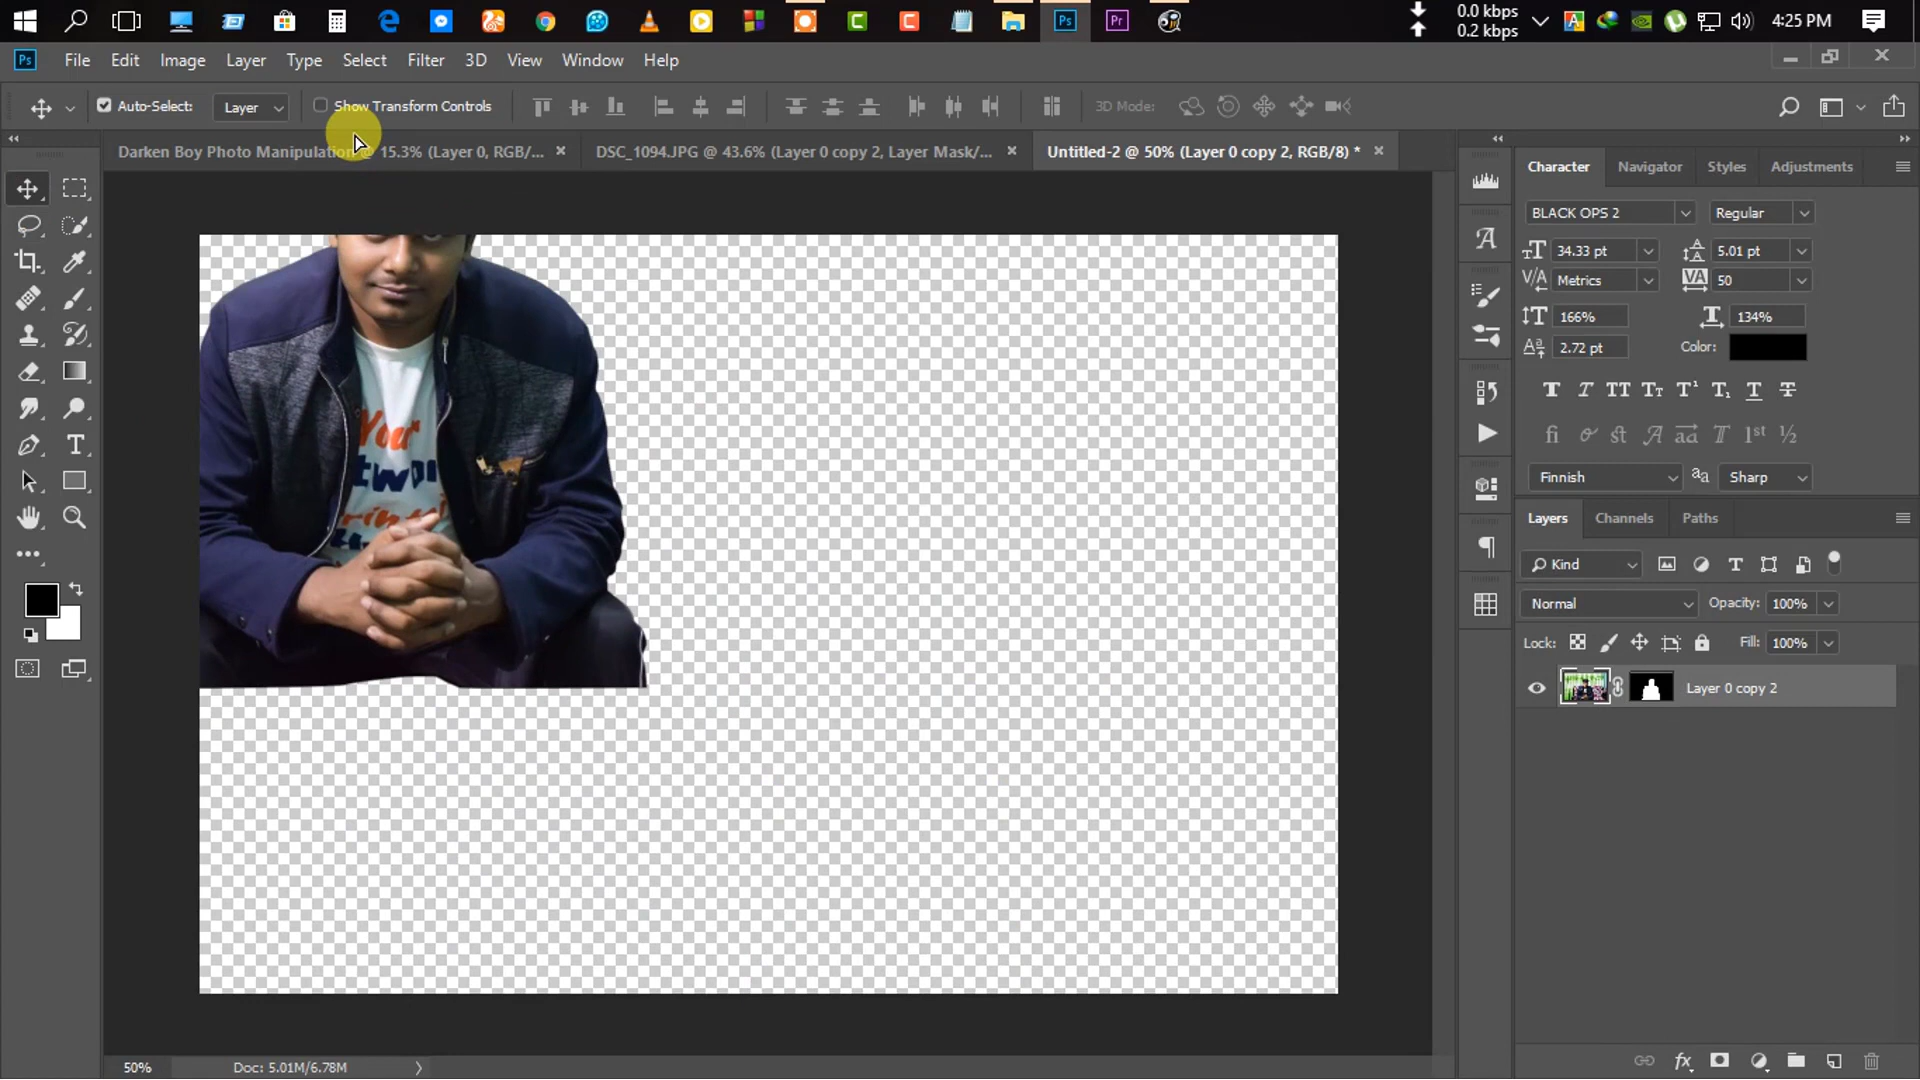 0.0 kbps
0.2 kbps
4:25 PM
File Edit Image Layer Type Select Filter 3D View Window Help
Auto-Select: Layer Show Transform Controls 3D Mode:
Darken Boy Photo Manipulation @ 15.3% (Layer 0, RGB/...
DSC_1094.JPG @ 43.6% (Layer 0 copy 2, Layer Mask/...
Untitled-2 @ 50% (Layer 0 copy 2, RGB/8) *
Character Navigator Styles Adjustments
BLACK OPS 2 Regular
34.33 pt 5.01 pt
Metrics 50
166% 134%
2.72 pt Color:
Finnish Sharp
Layers Channels Paths
Kind
Normal Opacity: 100%
Lock: Fill: 100%
Layer 0 copy 2
Your
50% Doc: 5.01M/6.78M